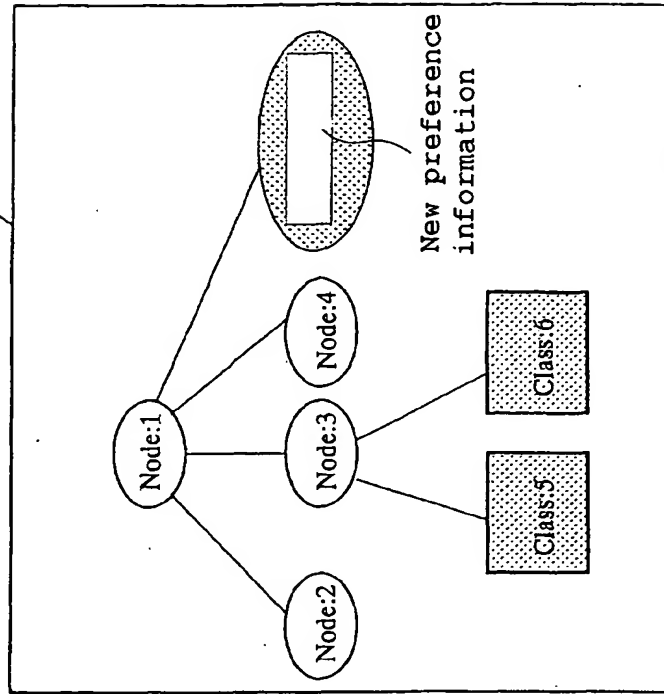 Node:1
Node:2
Node:3
Node:4
New preference
information
Class:5
Class:6